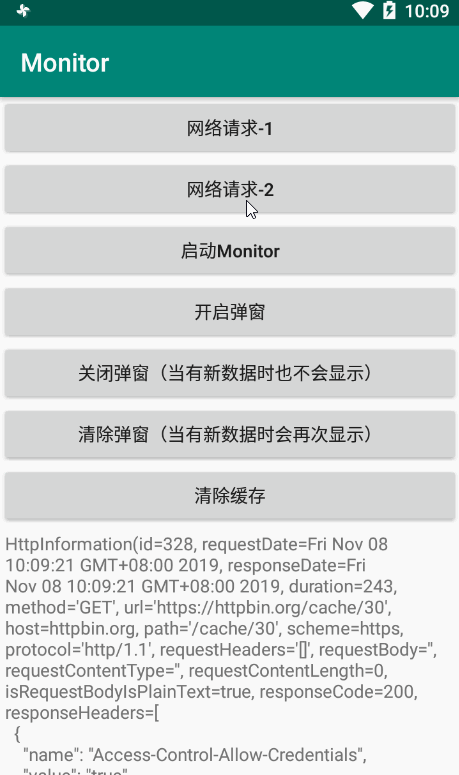 10:09
Monitor
网络请求-1
网络请求-2
启动Monitor
开启弹窗
关闭弹窗（当有新数据时也不会显示）
清除弹窗（当有新数据时会再次显示）
清除缓存
HttpInformation(id=328, requestDate=Fri Nov 08
10:09:21 GMT+08:00 2019, responseDate=Fri
Nov 08 10:09:21 GMT+08:00 2019, duration=243,
method='GET', url='https://httpbin.org/cache/30',
host=httpbin.org, path='/cache/30', scheme=https,
protocol='http/1.1', requestHeaders='[]', requestBody='',
requestContentType='', requestContentLength=0,
isRequestBodyIsPlainText=true, responseCode=200,
responseHeaders=[
{
"name": "Access-Control-Allow-Credentials",
"value": "true"